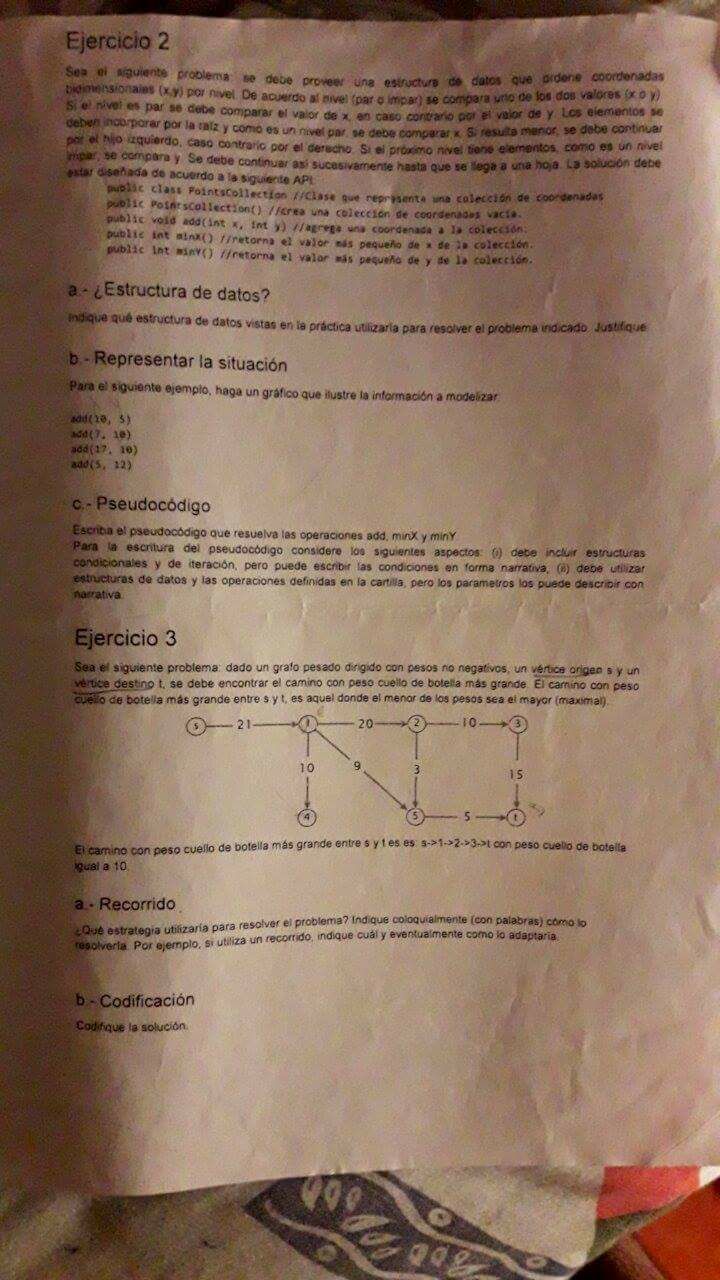 Ejercicio 2
Sea el siguiente problema: se debe proveer una estructura de datos que ordene coordenadas
bidimensionales (x,y) por nivel. De acuerdo al nivel (par o impar) se compara uno de los dos valores (x o y).
Si el nivel es par se debe comparar el valor de x, en caso contrario por el valor de y. Los elementos se
deben incorporar por la raíz y como es un nivel par, se debe comparar x. Si resulta menor, se debe continuar
por el hijo izquierdo, caso contrario por el derecho. Si el próximo nivel tiene elementos, como es un nivel
impar, se compara y. Se debe continuar así sucesivamente hasta que se llega a una hoja. La solución debe
estar diseñada de acuerdo a la siguiente API:
public class PointsCollection //Clase que representa una colección de coordenadas
public PointsCollection() //crea una colección de coordenadas vacía.
public void add(int x, int y) //agrega una coordenada a la colección.
public int minX() //retorna el valor más pequeño de x de la colección.
public int minY() //retorna el valor más pequeño de y de la colección.
a.- ¿Estructura de datos?
Indique qué estructura de datos vistas en la práctica utilizaría para resolver el problema indicado. Justifique.
b.- Representar la situación
Para el siguiente ejemplo, haga un gráfico que ilustre la información a modelizar
add(10, 5)
add(7, 10)
add(17, 10)
add(5, 12)
c.- Pseudocódigo
Escriba el pseudocódigo que resuelva las operaciones add, minX y minY
Para la escritura del pseudocódigo considere los siguientes aspectos: (i) debe incluir estructuras
condicionales y de iteración, pero puede escribir las condiciones en forma narrativa, (ii) debe utilizar
estructuras de datos y las operaciones definidas en la cartilla, pero los parametros los puede describir con
narrativa.
Ejercicio 3
Sea el siguiente problema: dado un grafo pesado dirigido con pesos no negativos, un vértice origen s y un
vértice destino t, se debe encontrar el camino con peso cuello de botella más grande. El camino con peso
cuello de botella más grande entre s y t, es aquel donde el menor de los pesos sea el mayor (maximal).
s 21 1 20 2 10 3
10 9 3 15
4 5 5 t
El camino con peso cuello de botella más grande entre s y t es es: s->1->2->3->t con peso cuello de botella
igual a 10.
a.- Recorrido
¿Qué estrategia utilizaría para resolver el problema? Indique coloquialmente (con palabras) cómo lo
resolvería. Por ejemplo, si utiliza un recorrido, indique cuál y eventualmente como lo adaptaría.
b.- Codificación
Codifique la solución.